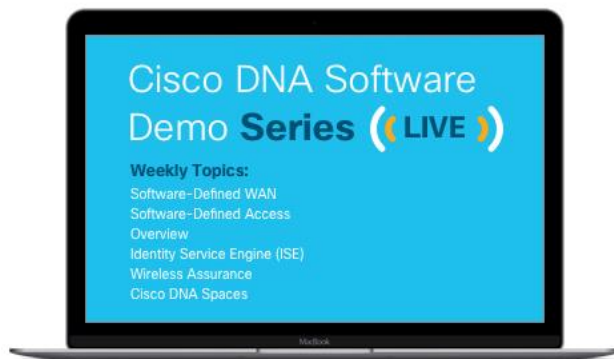 Cisco DNA Software
Demo Series (( LIVE ))
Weekly Topics:
Software-Defined WAN
Software-Defined Access
Overview
Identity Service Engine (ISE)
Wireless Assurance
Cisco DNA Spaces
MacBook